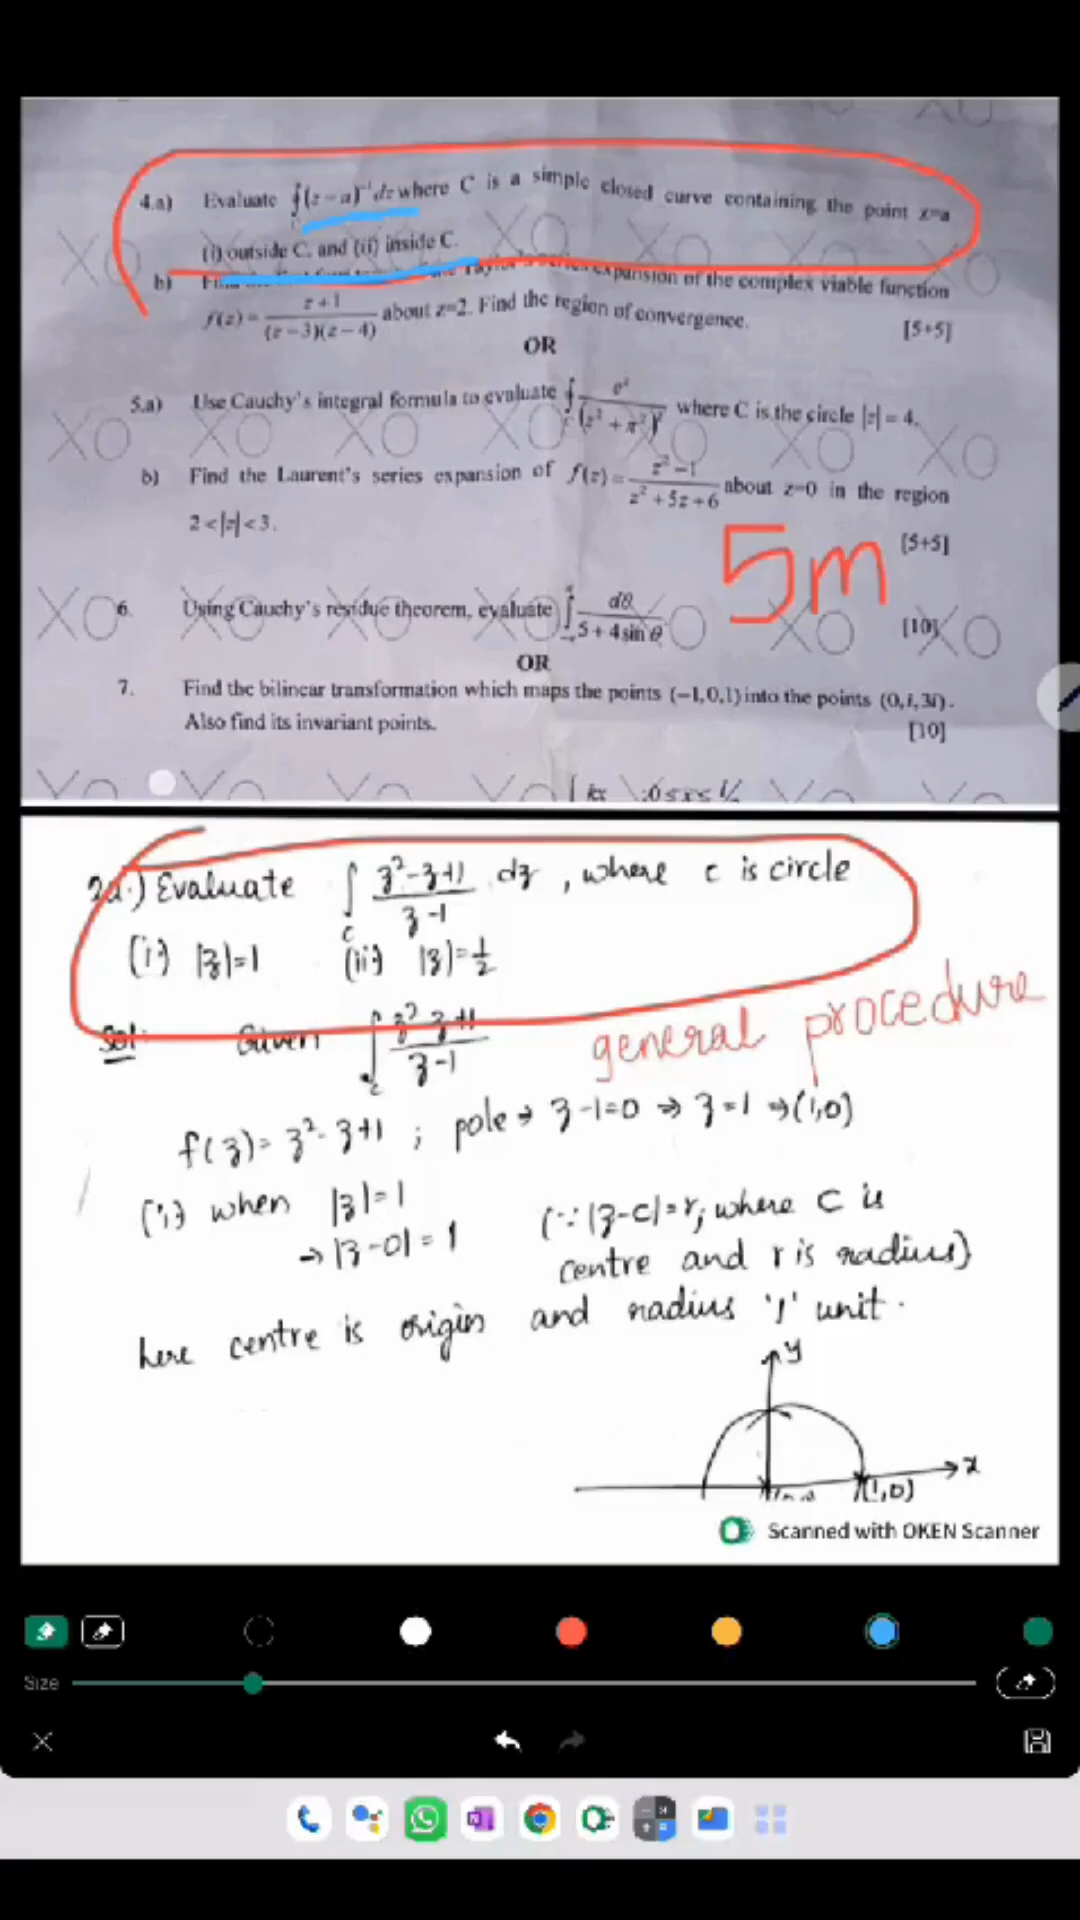 4.a) Evaluate ∮(z−a)⁻¹dz where C is a simple closed curve containing the point z=a
(i) outside C, and (ii) inside C.
b) expansion of the complex viable function
f(z)= z+1 / (z−3)(z−4) about z=2. Find the region of convergence. [5+5]
OR
5.a) Use Cauchy's integral formula to evaluate ∮ e^z / (z²+π²)² where C is the circle |z|=4.
b) Find the Laurent's series expansion of f(z)= z²−1 / z²+5z+6 about z=0 in the region
2<|z|<3. [5+5]
5m
6. Using Cauchy's residue theorem, evaluate ∫ dθ / 5+4sinθ [10]
OR
7. Find the bilinear transformation which maps the points (−1,0,1) into the points (0,i,3i).
Also find its invariant points. [10]
kx ;0≤x≤
2a.) Evaluate ∫c z²-z+1 / z-1 dz, where c is circle
(i) |z|=1 (ii) |z|=1/2
Sol: Given ∫c z²-z+1 / z-1
general procedure
f(z)= z²-z+1 ; pole → z-1=0 → z=1 →(1,0)
(i) when |z|=1
→|z-0|=1 (∵|z-c|=r, where C is
centre and r is radius)
here centre is origin and radius '1' unit.
y
x
(1,0)
Scanned with OKEN Scanner
Size